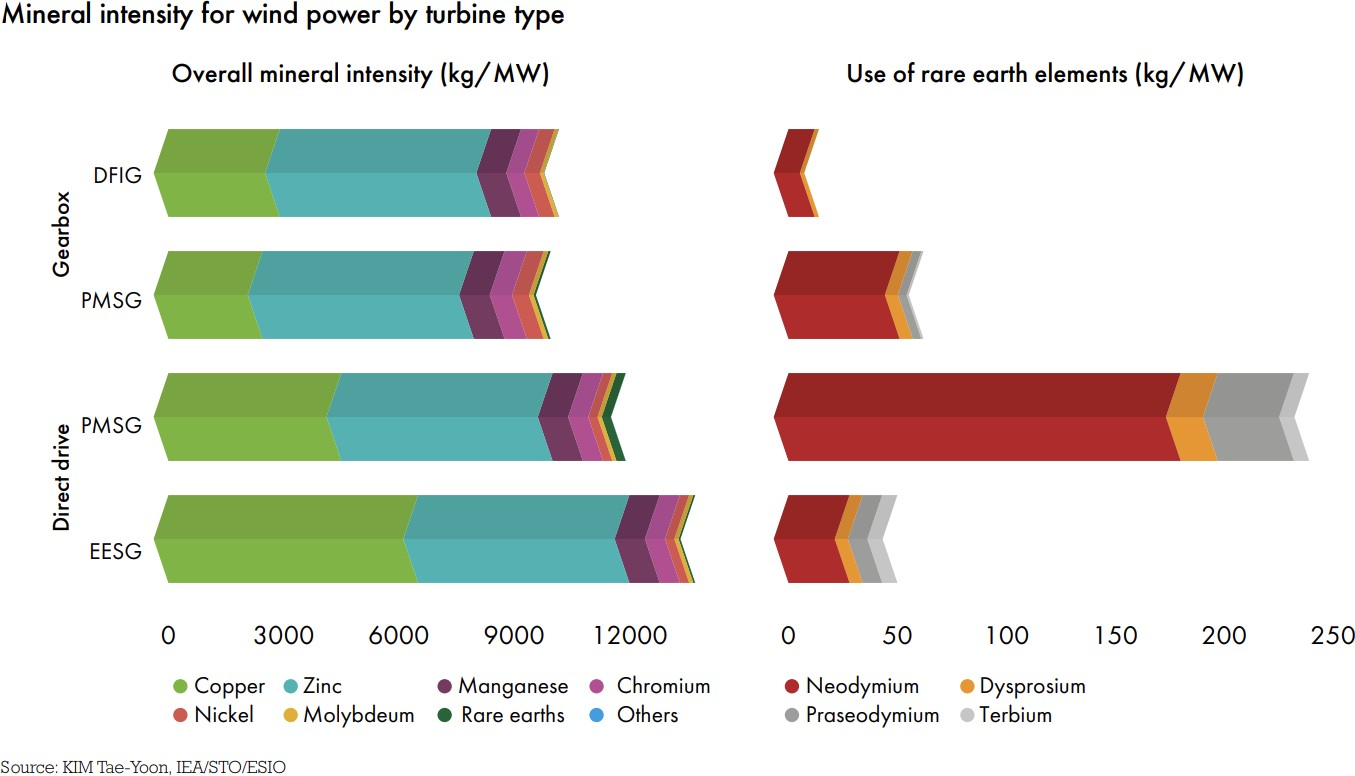 Mineral intensity for wind power by turbine type
Overall mineral intensity (kg/MW)
Use of rare earth elements (kg/MW)
Gearbox
DFIG
PMSG
Direct drive
PMSG
EESG
0 3000 6000 9000 12000
0 50 100 150 200 250
Copper Zinc Manganese Chromium
Nickel Molybdeum Rare earths Others
Neodymium Dysprosium
Praseodymium Terbium
Source: KIM Tae-Yoon, IEA/STO/ESIO